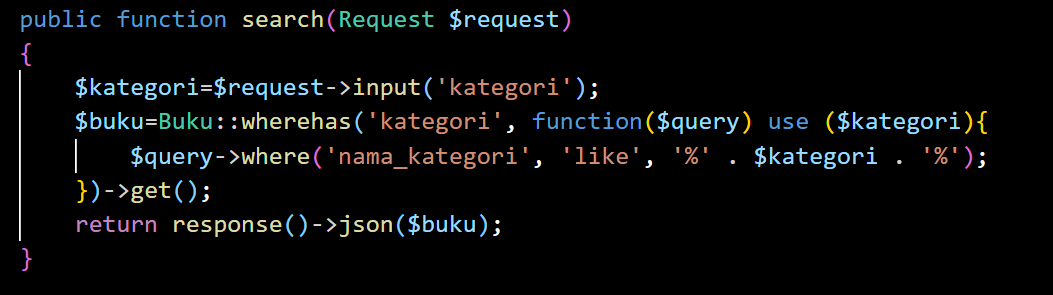 public function search(Request $request)
{
    $kategori=$request->input('kategori');
    $buku=Buku::wherehas('kategori', function($query) use ($kategori){
        $query->where('nama_kategori', 'like', '%' . $kategori . '%');
    })->get();
    return response()->json($buku);
}